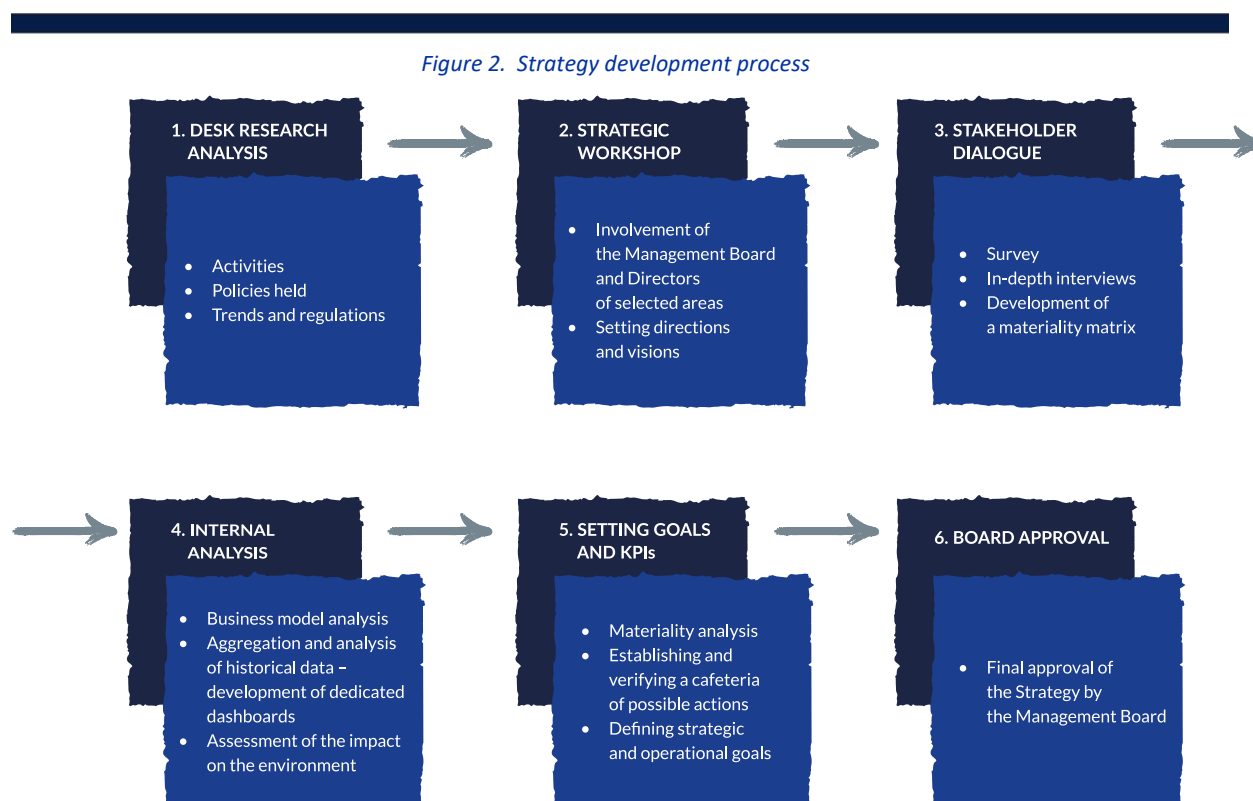 Figure 2.  Strategy development process
1. DESK RESEARCH
ANALYSIS
• Activities
• Policies held
• Trends and regulations
2. STRATEGIC
WORKSHOP
• Involvement of
the Management Board
and Directors
of selected areas
• Setting directions
and visions
3. STAKEHOLDER
DIALOGUE
• Survey
• In-depth interviews
• Development of
a materiality matrix
4. INTERNAL
ANALYSIS
• Business model analysis
• Aggregation and analysis
of historical data –
development of dedicated
dashboards
• Assessment of the impact
on the environment
5. SETTING GOALS
AND KPIs
• Materiality analysis
• Establishing and
verifying a cafeteria
of possible actions
• Defining strategic
and operational goals
6. BOARD APPROVAL
• Final approval of
the Strategy by
the Management Board